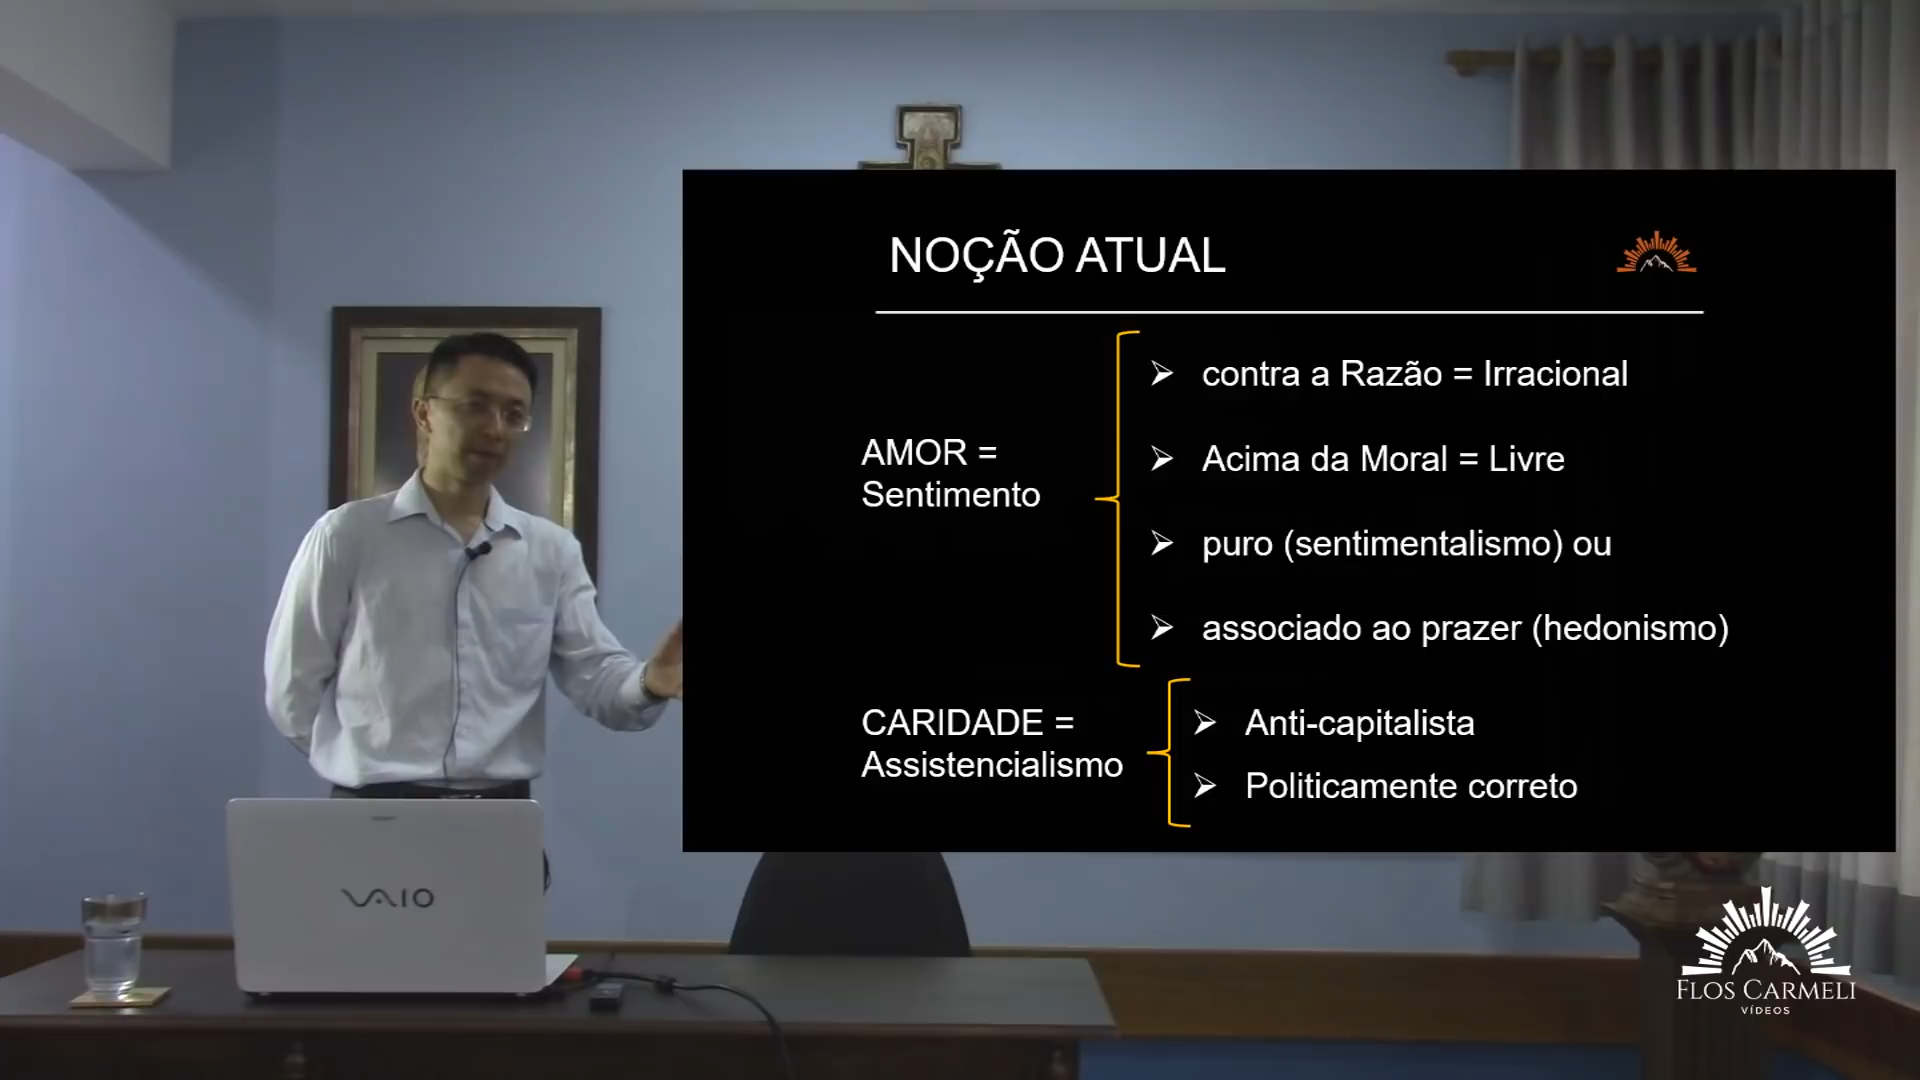 NOÇÃO ATUAL
AMOR =
Sentimento
➢ contra a Razão = Irracional
➢ Acima da Moral = Livre
➢ puro (sentimentalismo) ou
➢ associado ao prazer (hedonismo)
CARIDADE =
Assistencialismo
➢ Anti-capitalista
➢ Politicamente correto
VAIO
FLOS CARMELI
VÍDEOS